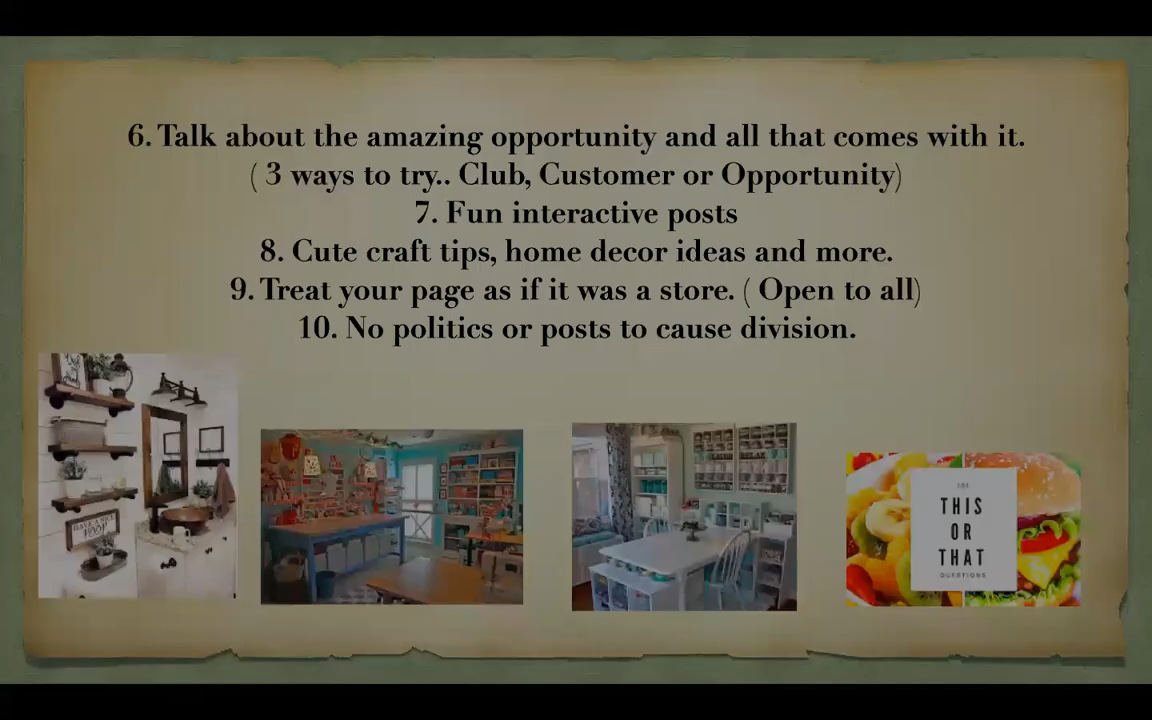 6. Talk about the amazing opportunity and all that comes with it.
( 3 ways to try.. Club, Customer or Opportunity)
7. Fun interactive posts
8. Cute craft tips, home decor ideas and more.
9. Treat your page as if it was a store. ( Open to all)
10. No politics or posts to cause division.
THIS
OR
THAT
QUESTIONS